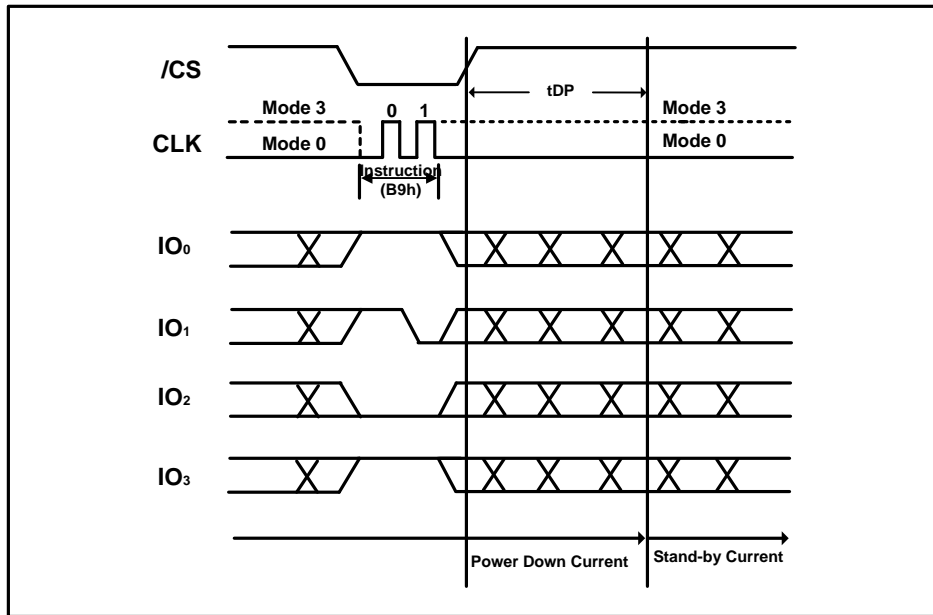 /CS
tDP
Mode 3
0 1
Mode 3
CLK
Mode 0
Mode 0
Instruction
(B9h)
IO0
IO1
IO2
IO3
Power Down Current
Stand-by Current